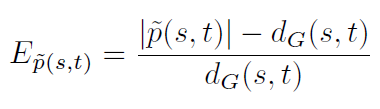 E_{\tilde{p}(s,t)} = \frac{|\tilde{p}(s,t)| - d_G(s,t)}{d_G(s,t)}